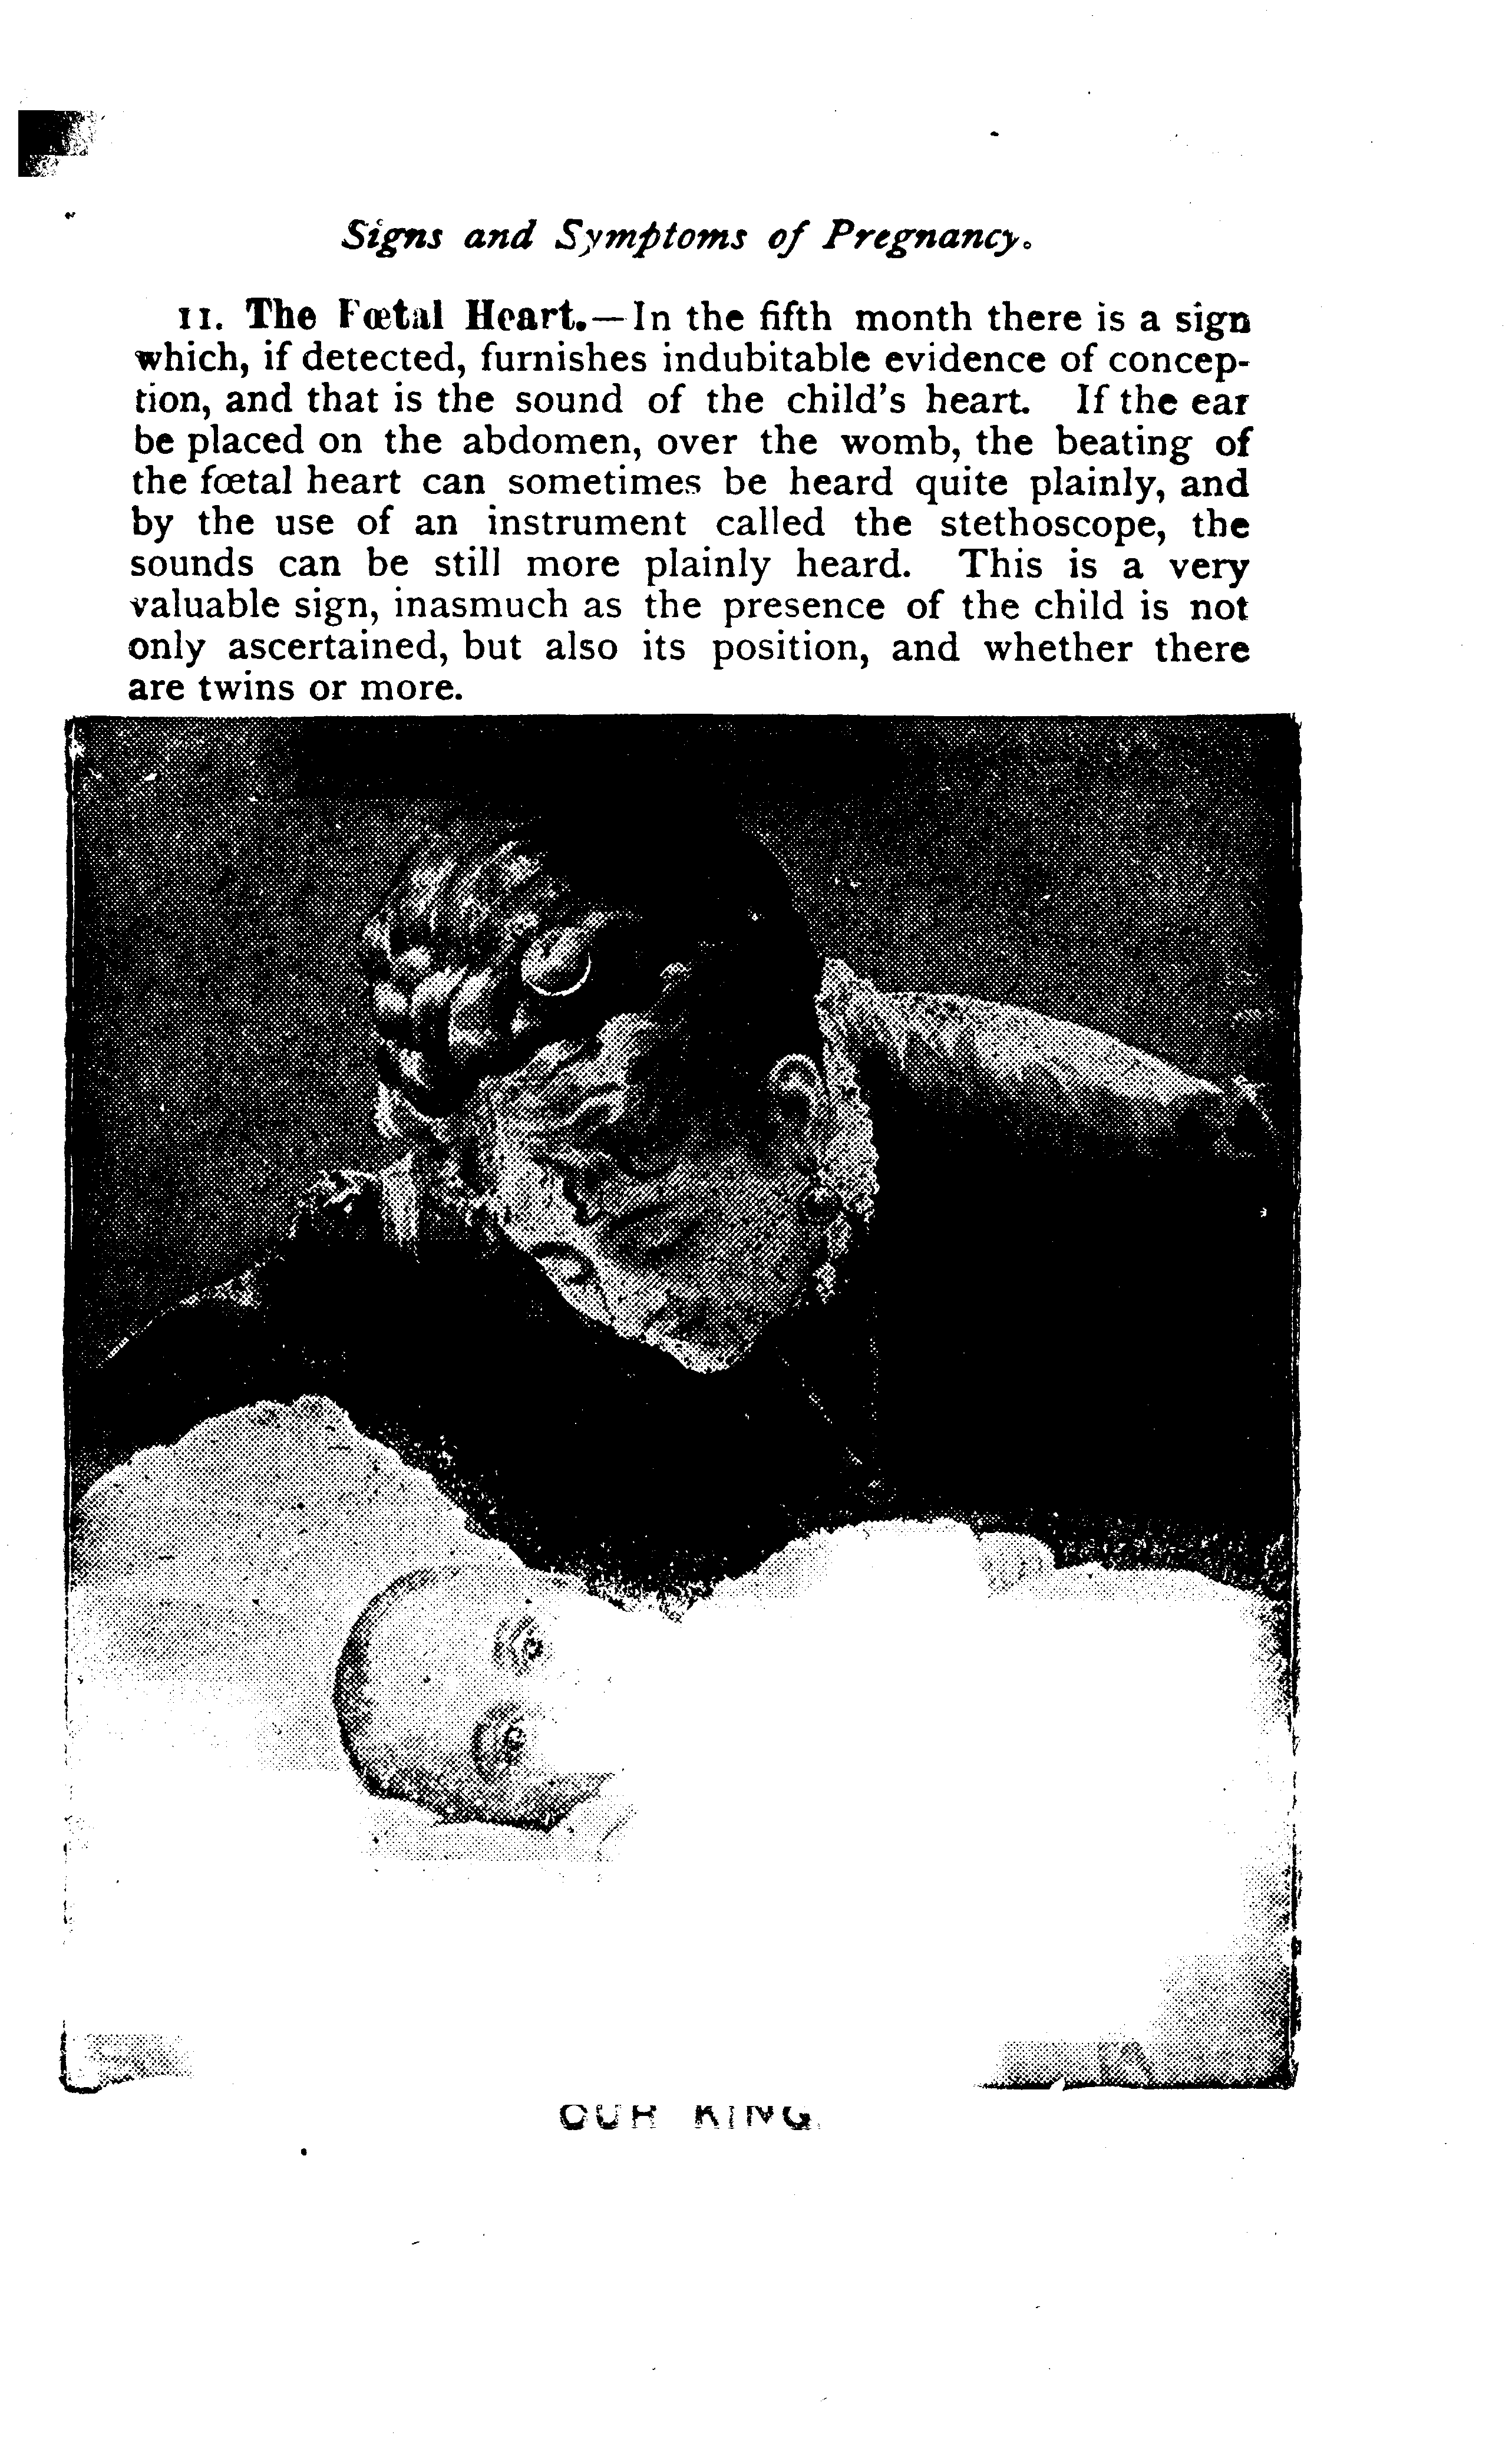 Signs and Symptoms of Pregnancy.
11. The Fœtal Heart.—In the fifth month there is a sign
which, if detected, furnishes indubitable evidence of concep-
tion, and that is the sound of the child's heart. If the ear
be placed on the abdomen, over the womb, the beating of
the fœtal heart can sometimes be heard quite plainly, and
by the use of an instrument called the stethoscope, the
sounds can be still more plainly heard. This is a very
valuable sign, inasmuch as the presence of the child is not
only ascertained, but also its position, and whether there
are twins or more.
OUR KING.